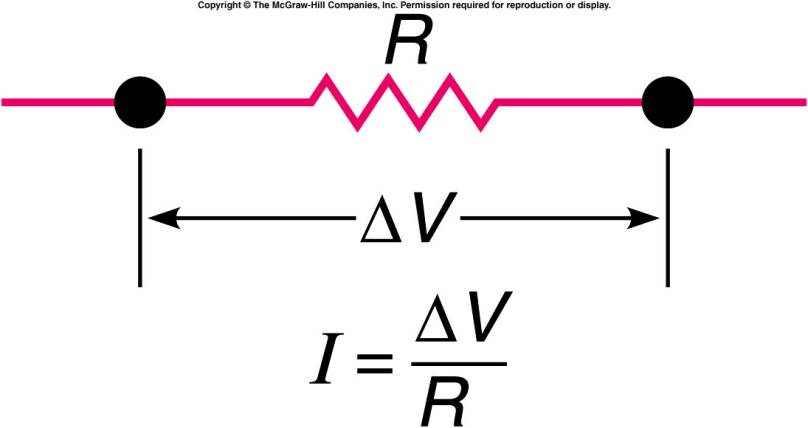 Copyright © The McGraw-Hill Companies, Inc. Permission required for reproduction or display.
R
ΔV
I = ΔV / R